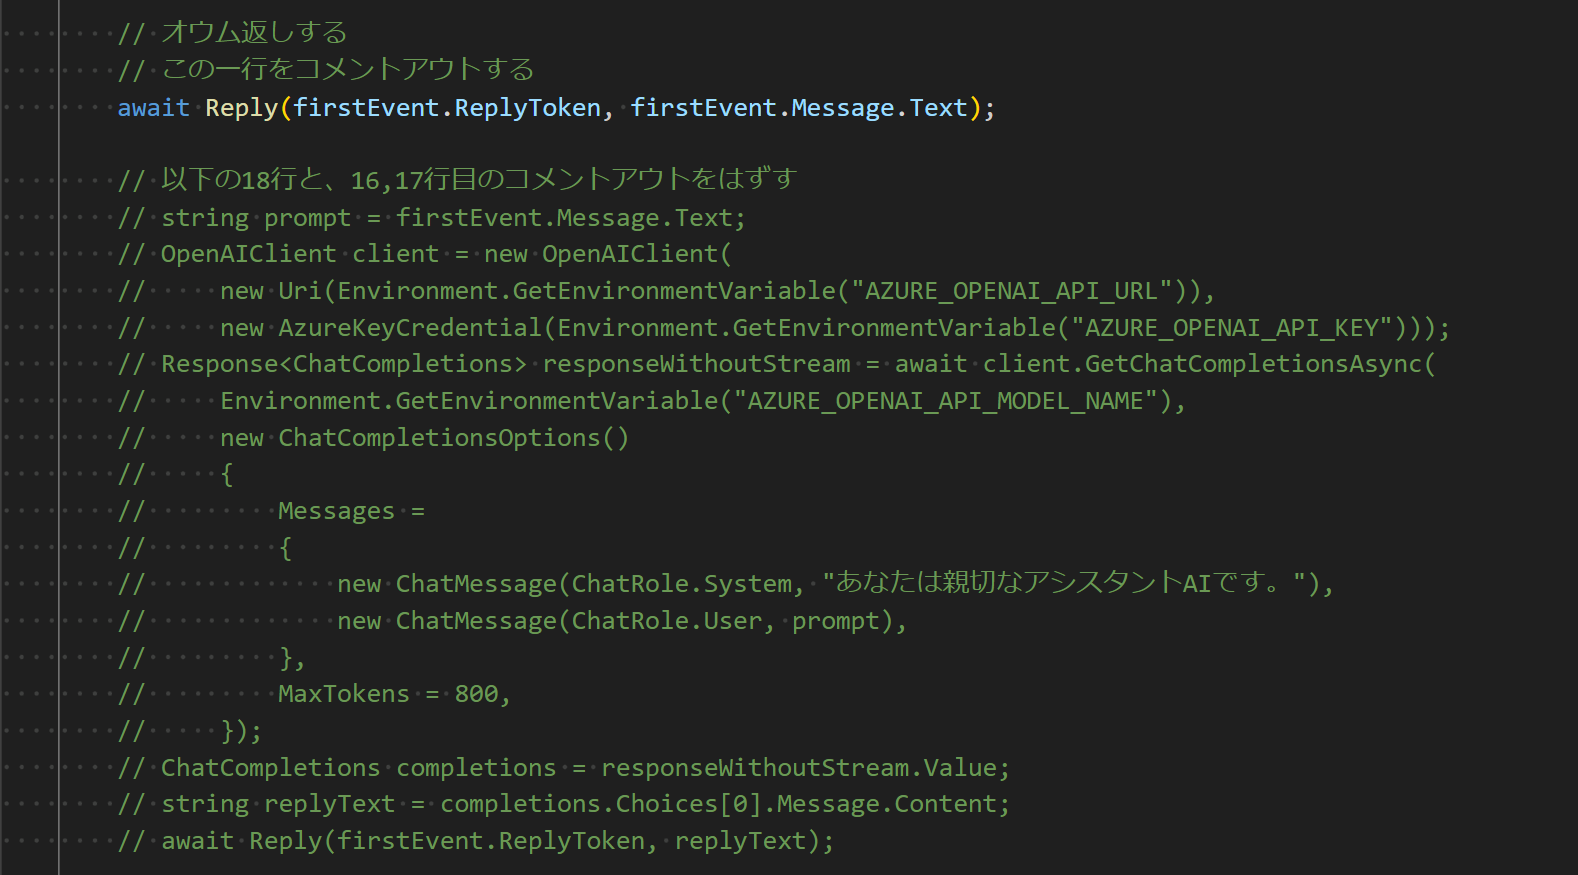 // オウム返しする
// この一行をコメントアウトする
await Reply(firstEvent.ReplyToken, firstEvent.Message.Text);
// 以下の18行と、16,17行目のコメントアウトをはずす
// string prompt = firstEvent.Message.Text;
// OpenAIClient client = new OpenAIClient(
//     new Uri(Environment.GetEnvironmentVariable("AZURE_OPENAI_API_URL")),
//     new AzureKeyCredential(Environment.GetEnvironmentVariable("AZURE_OPENAI_API_KEY")));
// Response<ChatCompletions> responseWithoutStream = await client.GetChatCompletionsAsync(
//     Environment.GetEnvironmentVariable("AZURE_OPENAI_API_MODEL_NAME"),
//     new ChatCompletionsOptions()
//     {
//         Messages =
//         {
//             new ChatMessage(ChatRole.System, "あなたは親切なアシスタントAIです。"),
//             new ChatMessage(ChatRole.User, prompt),
//         },
//         MaxTokens = 800,
//     });
// ChatCompletions completions = responseWithoutStream.Value;
// string replyText = completions.Choices[0].Message.Content;
// await Reply(firstEvent.ReplyToken, replyText);